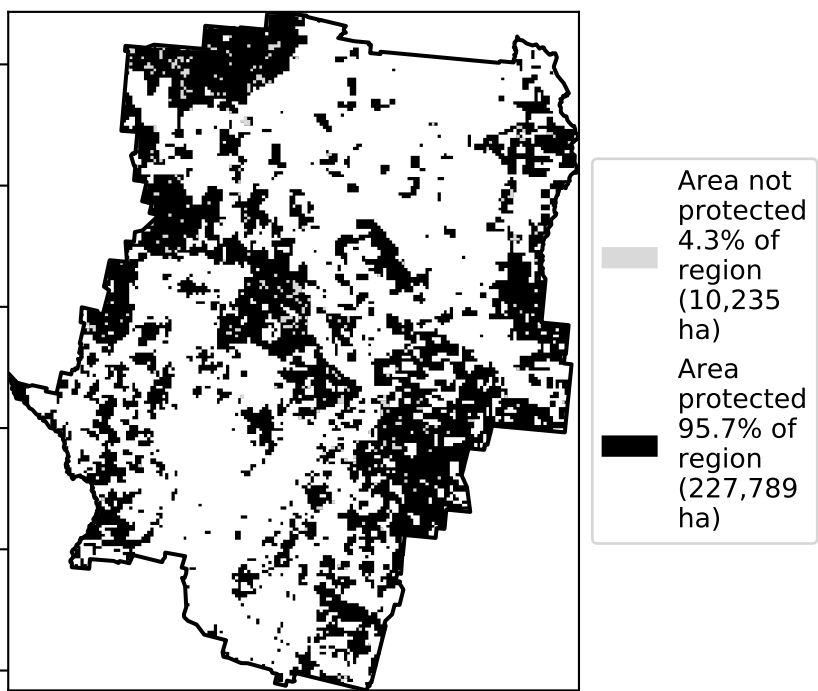 Area not
protected
4.3% of
region
(10,235
ha)
Area
protected
95.7% of
region
(227,789
ha)